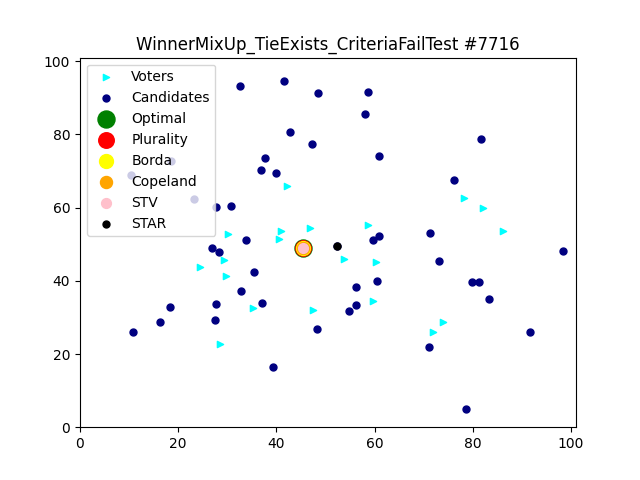 WinnerMixUp_TieExists_CriteriaFailTest #7716
100
80
60
40
20
0
Voters
Candidates
Optimal
Plurality
Borda
Copeland
STV
STAR
0 20 40 60 80 100